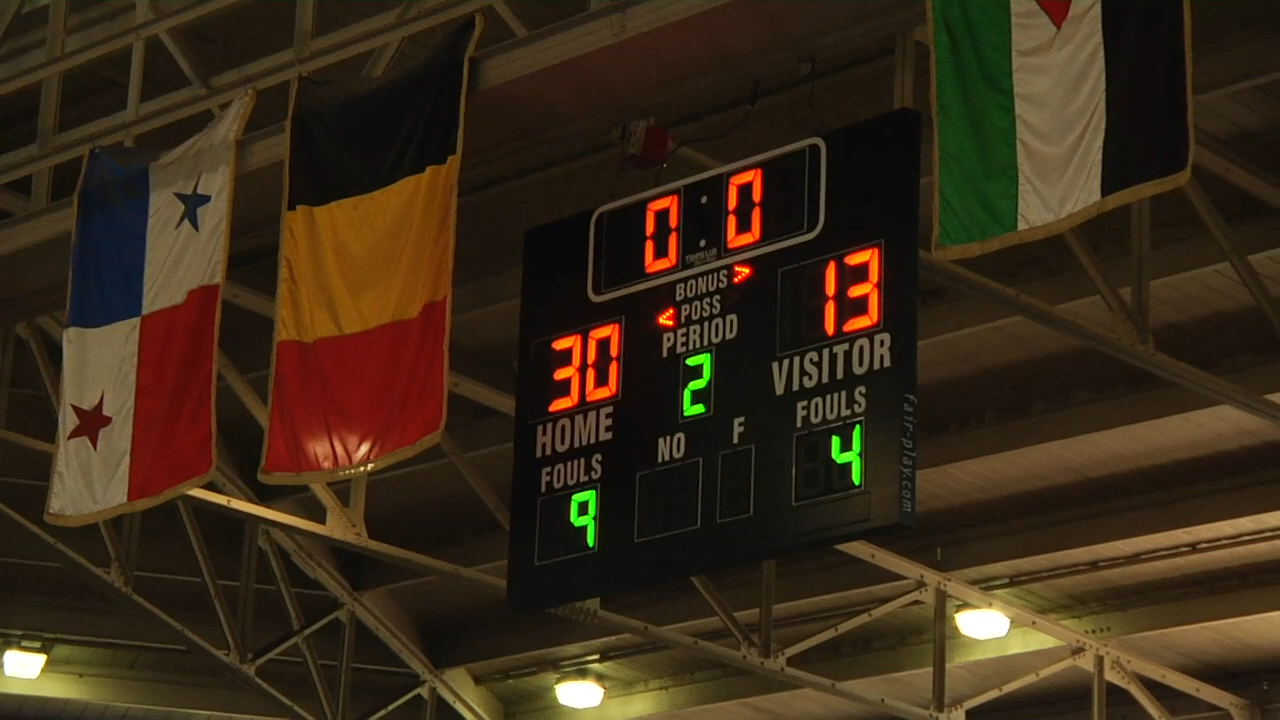 0:0
BONUS >
< POSS
PERIOD
30
2
13
HOME
VISITOR
FOULS
NO
F
FOULS
9
4
fair-play.com